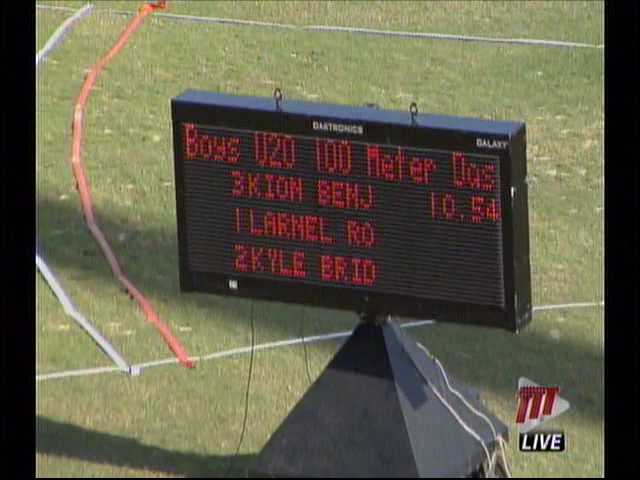 DAKTRONICS
GALAXY
Boys U20 100 Meter Das
3KION BENJ 10.54
1LARNEL RO
2KYLE BRID
LIVE